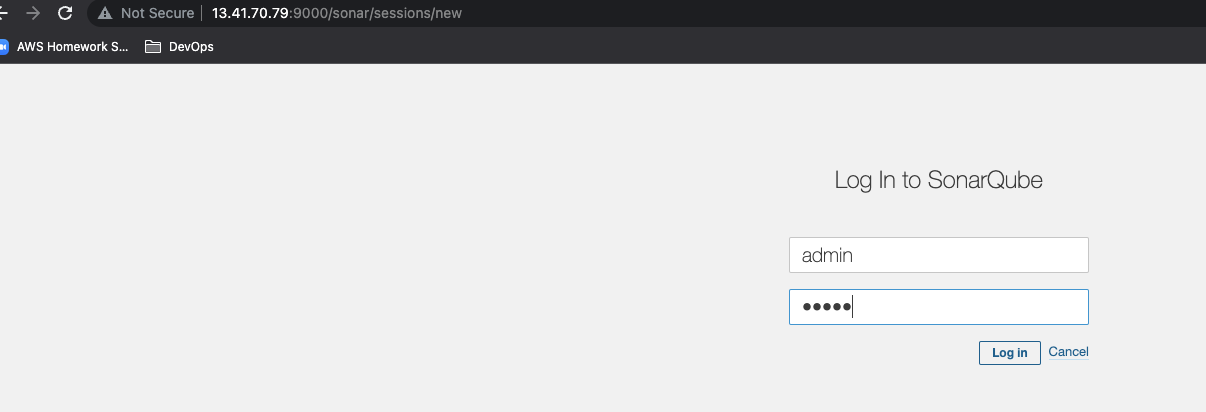 Not Secure | 13.41.70.79:9000/sonar/sessions/new
AWS Homework S... DevOps
Log In to SonarQube
admin
•••••
Log in Cancel